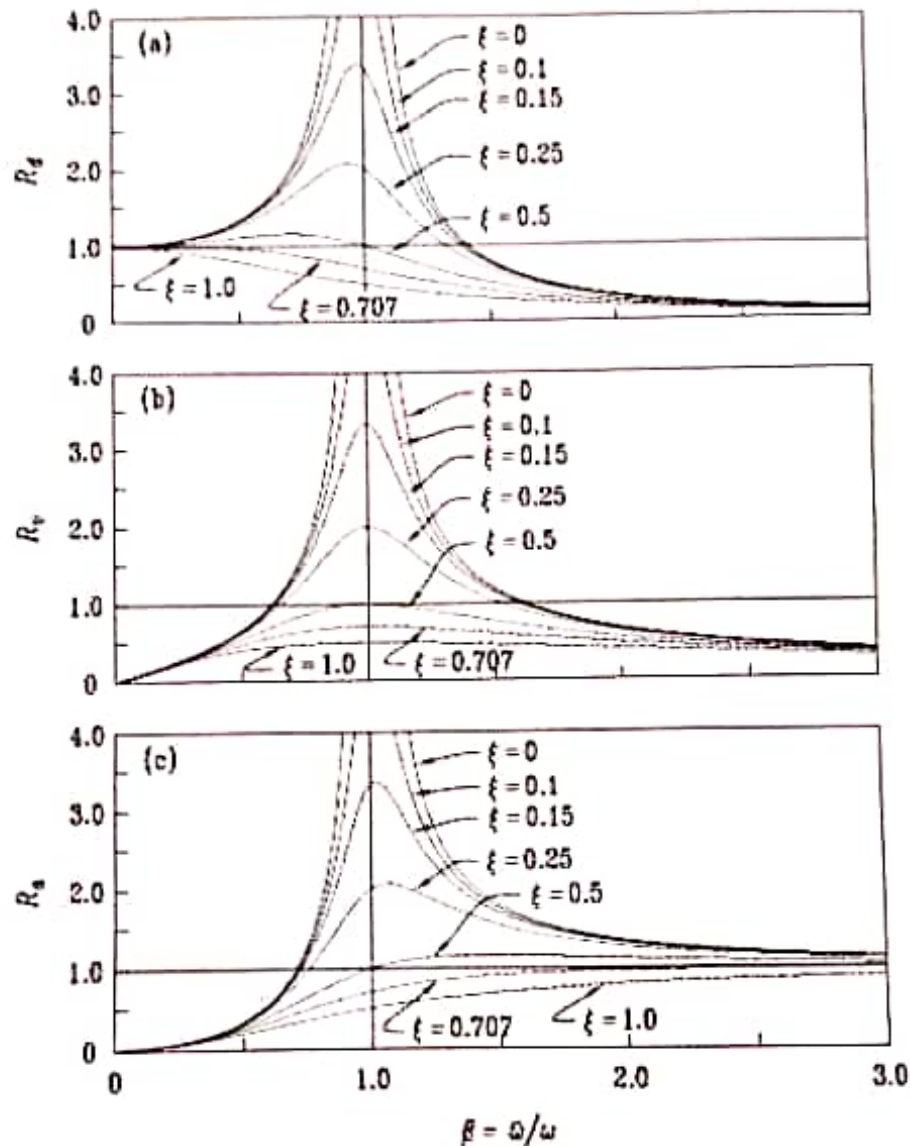 (a)
4.0
3.0
2.0
1.0
0
R_d
ξ = 0
ξ = 0.1
ξ = 0.15
ξ = 0.25
ξ = 0.5
ξ = 1.0
ξ = 0.707
(b)
4.0
3.0
2.0
1.0
0
R_v
ξ = 0
ξ = 0.1
ξ = 0.15
ξ = 0.25
ξ = 0.5
ξ = 1.0
ξ = 0.707
(c)
4.0
3.0
2.0
1.0
0
R_a
ξ = 0
ξ = 0.1
ξ = 0.15
ξ = 0.25
ξ = 0.5
ξ = 0.707
ξ = 1.0
0 1.0 2.0 3.0
β = ω̄/ω